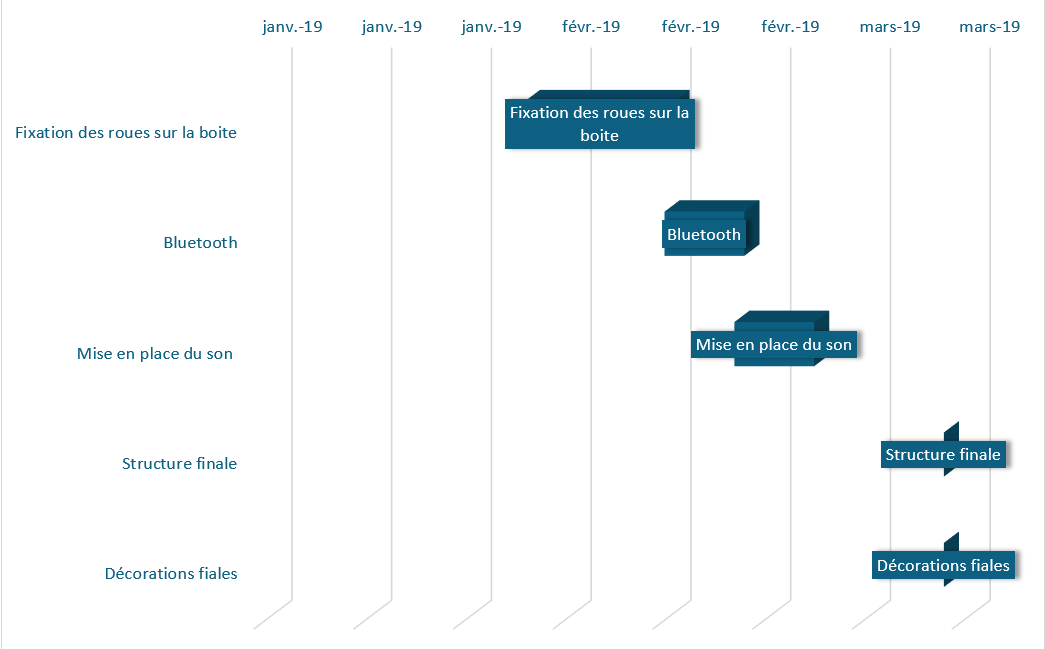 janv.-19 janv.-19 janv.-19 févr.-19 févr.-19 févr.-19 mars-19 mars-19
Fixation des roues sur la boite
Fixation des roues sur la
boite
Bluetooth
Bluetooth
Mise en place du son
Mise en place du son
Structure finale
Structure finale
Décorations fiales
Décorations fiales